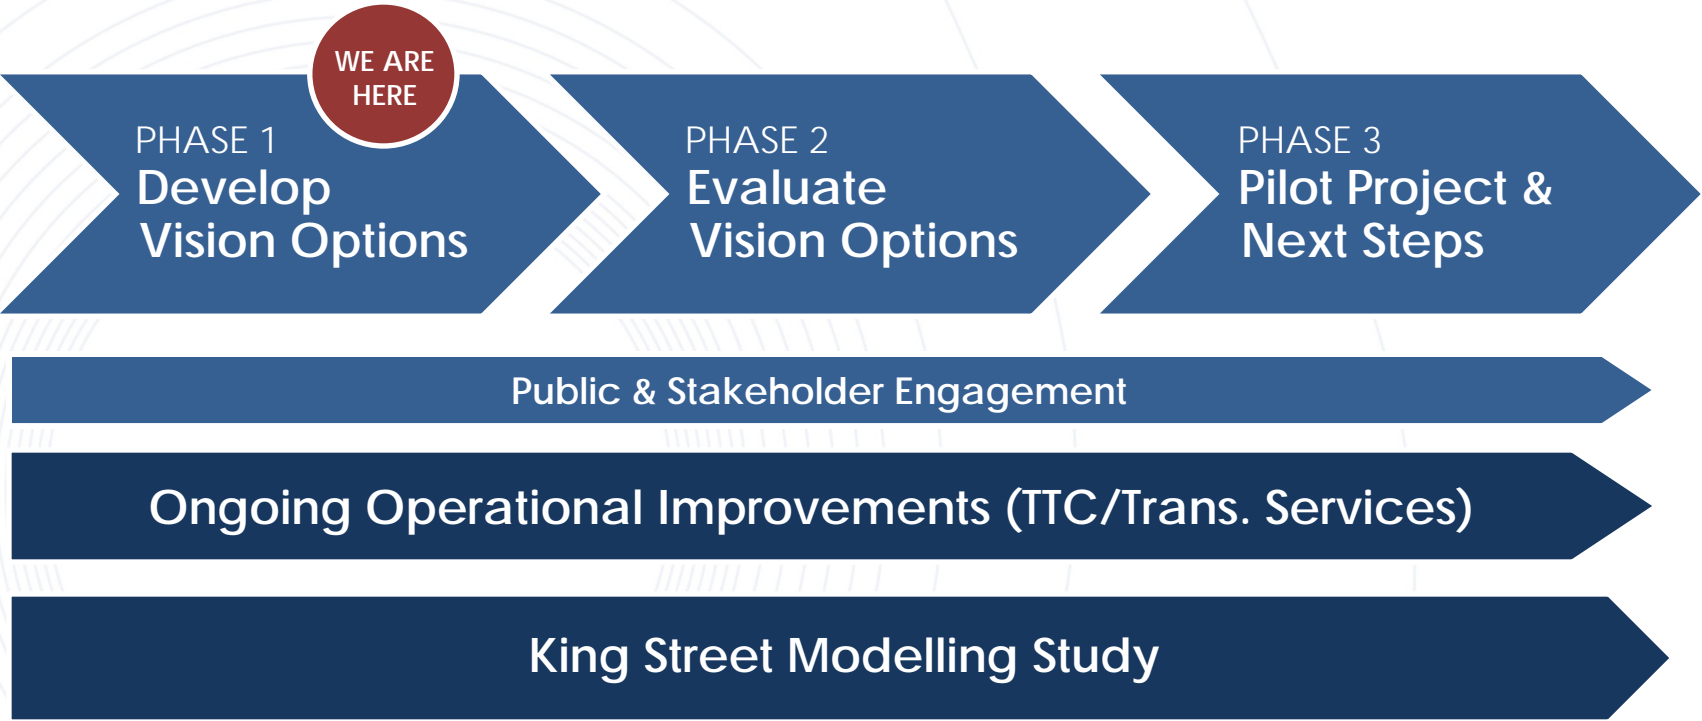 WE ARE
HERE
PHASE 1
Develop
Vision Options
PHASE 2
Evaluate
Vision Options
PHASE 3
Pilot Project &
Next Steps
Public & Stakeholder Engagement
Ongoing Operational Improvements (TTC/Trans. Services)
King Street Modelling Study